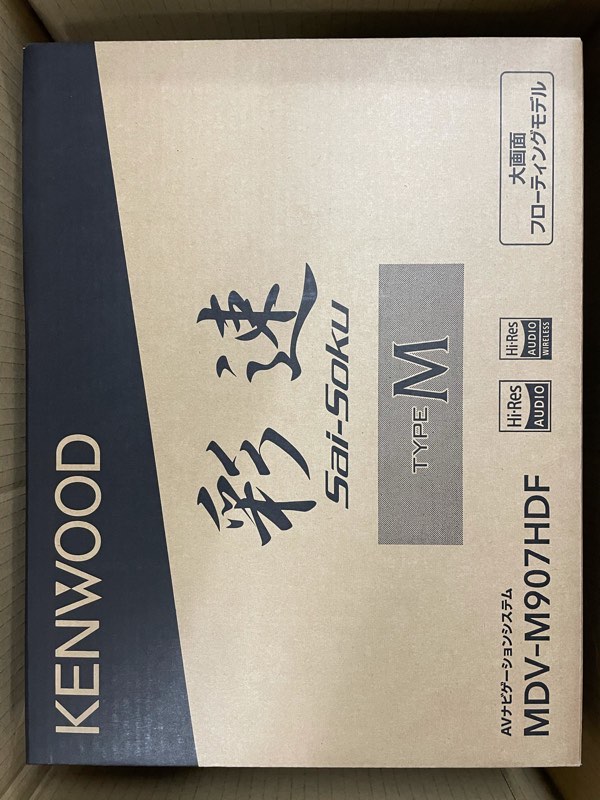 KENWOOD
大画面
フローティングモデル
彩速
Sai-Soku
TYPE M
Hi-Res
AUDIO
Hi-Res
AUDIO
WIRELESS
AVナビゲーションシステム
MDV-M907HDF